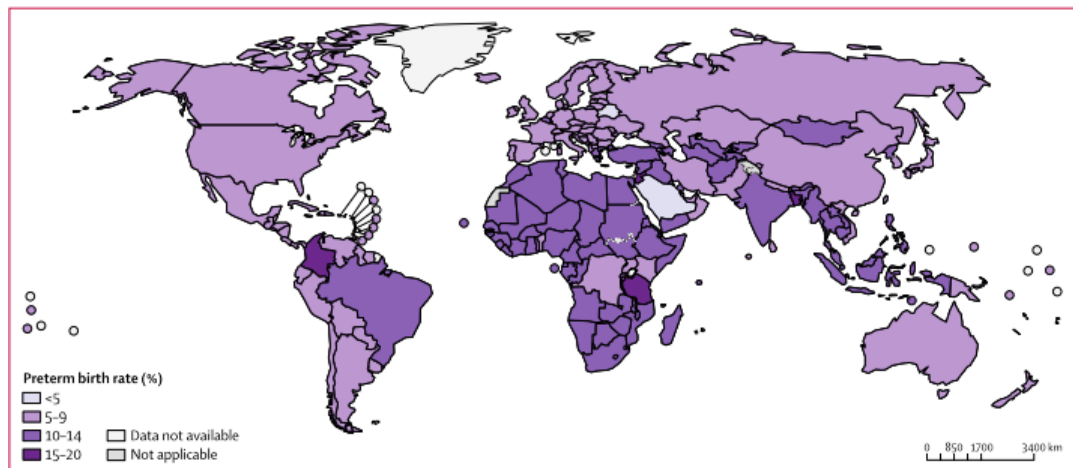 Preterm birth rate (%)
<5
5–9
10–14
15–20
Data not available
Not applicable
0 850 1700 3400 km